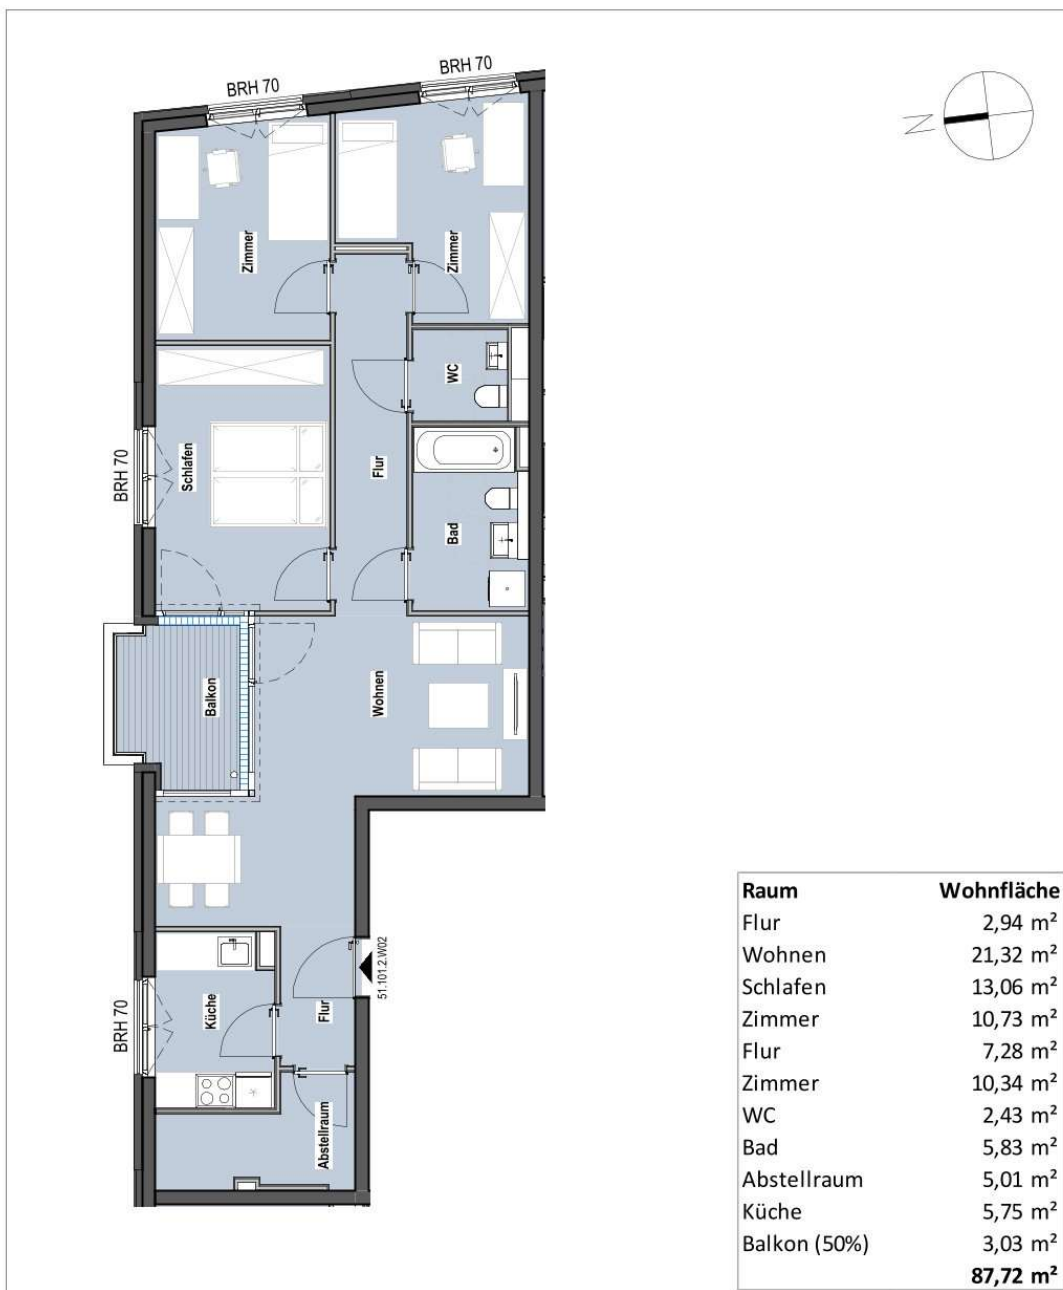 BRH 70
BRH 70
N
Zimmer
Zimmer
WC
Schlafen
Flur
BRH 70
Bad
Balkon
Wohnen
51.101.2.W02
Küche
Flur
BRH 70
Abstellraum
Raum Wohnfläche
Flur 2,94 m²
Wohnen 21,32 m²
Schlafen 13,06 m²
Zimmer 10,73 m²
Flur 7,28 m²
Zimmer 10,34 m²
WC 2,43 m²
Bad 5,83 m²
Abstellraum 5,01 m²
Küche 5,75 m²
Balkon (50%) 3,03 m²
87,72 m²